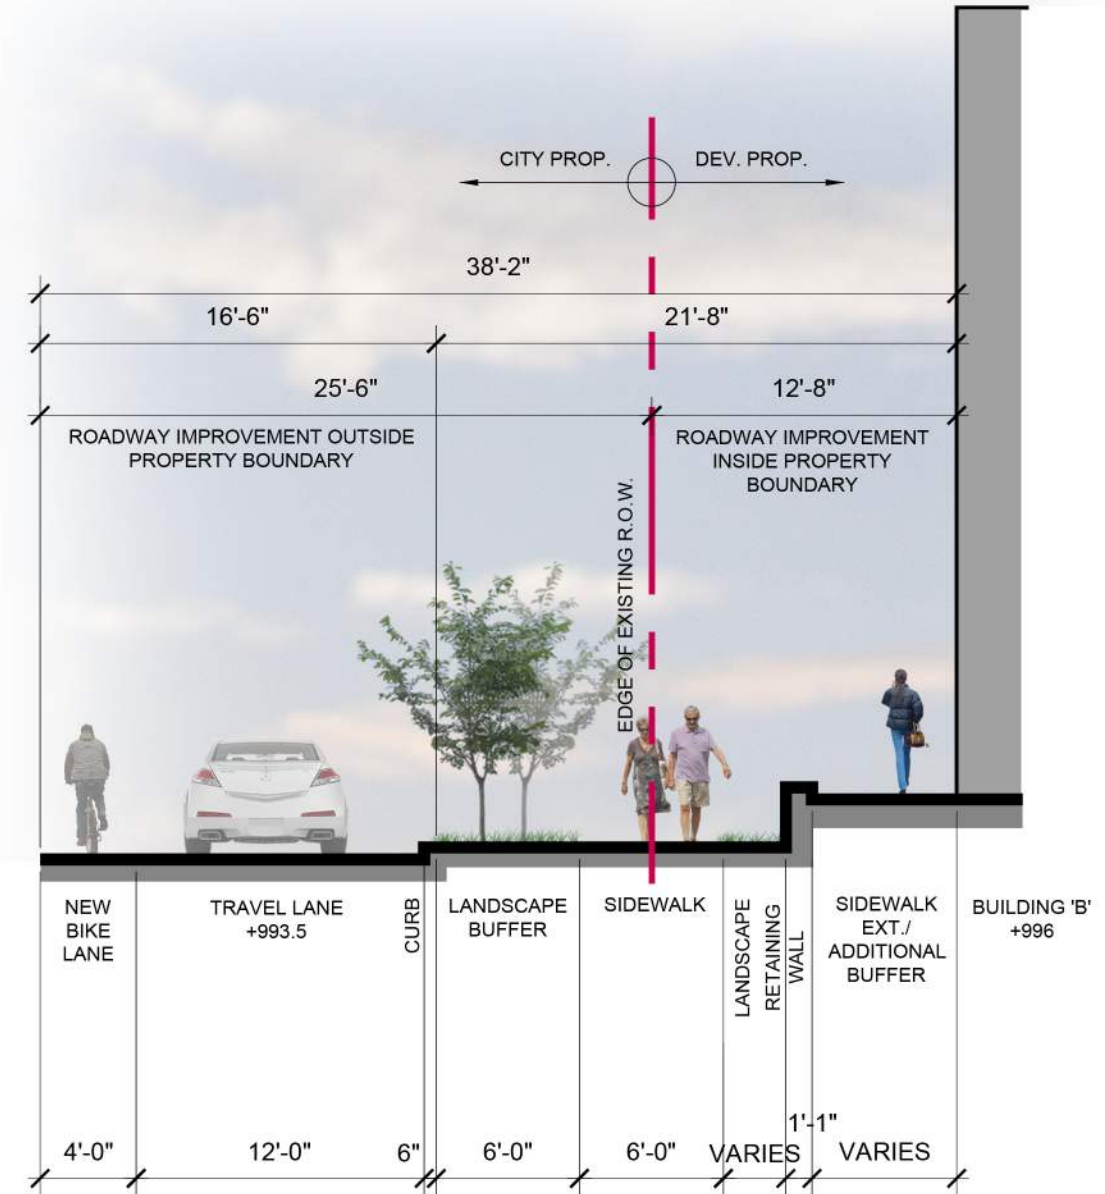 CITY PROP. DEV. PROP.
38'-2"
16'-6" 21'-8"
25'-6" 12'-8"
ROADWAY IMPROVEMENT OUTSIDE
PROPERTY BOUNDARY
ROADWAY IMPROVEMENT
INSIDE PROPERTY
BOUNDARY
EDGE OF EXISTING R.O.W.
NEW
BIKE
LANE
TRAVEL LANE
+993.5
CURB
LANDSCAPE
BUFFER
SIDEWALK
LANDSCAPE
RETAINING
WALL
SIDEWALK
EXT./
ADDITIONAL
BUFFER
BUILDING 'B'
+996
4'-0" 12'-0" 6" 6'-0" 6'-0" VARIES 1'-1" VARIES